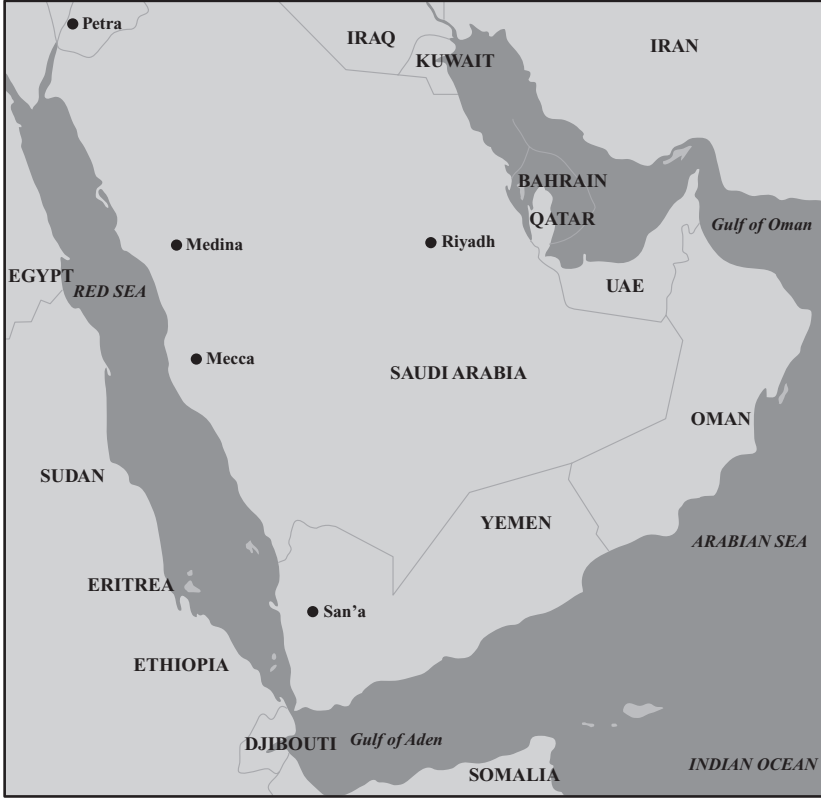 Petra
IRAQ
IRAN
KUWAIT
BAHRAIN
QATAR
Gulf of Oman
Medina
Riyadh
EGYPT
RED SEA
UAE
Mecca
SAUDI ARABIA
OMAN
SUDAN
YEMEN
ARABIAN SEA
ERITREA
San’a
ETHIOPIA
DJIBOUTI
Gulf of Aden
SOMALIA
INDIAN OCEAN